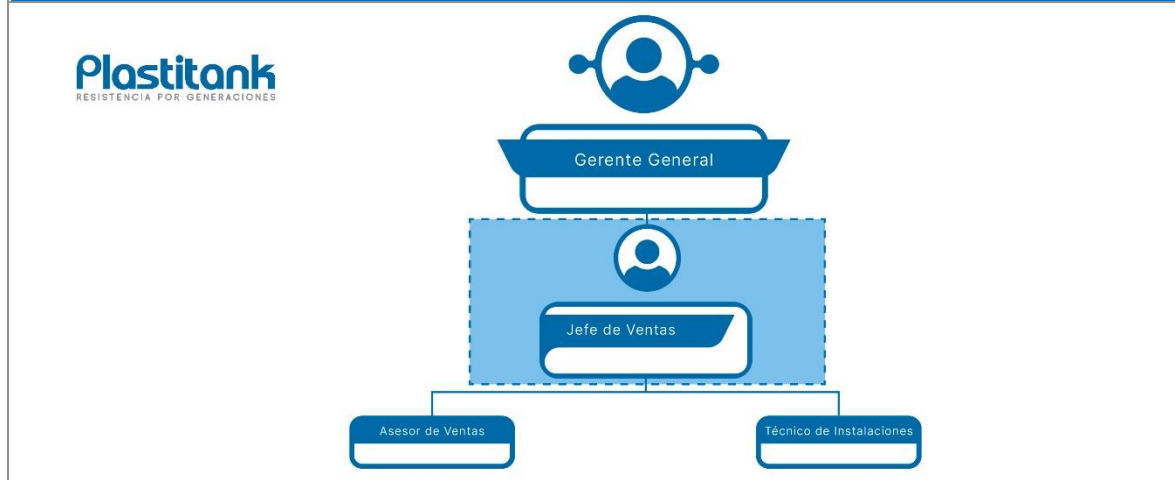 Plastitank
RESISTENCIA POR GENERACIONES
Gerente General
Jefe de Ventas
Asesor de Ventas
Técnico de Instalaciones